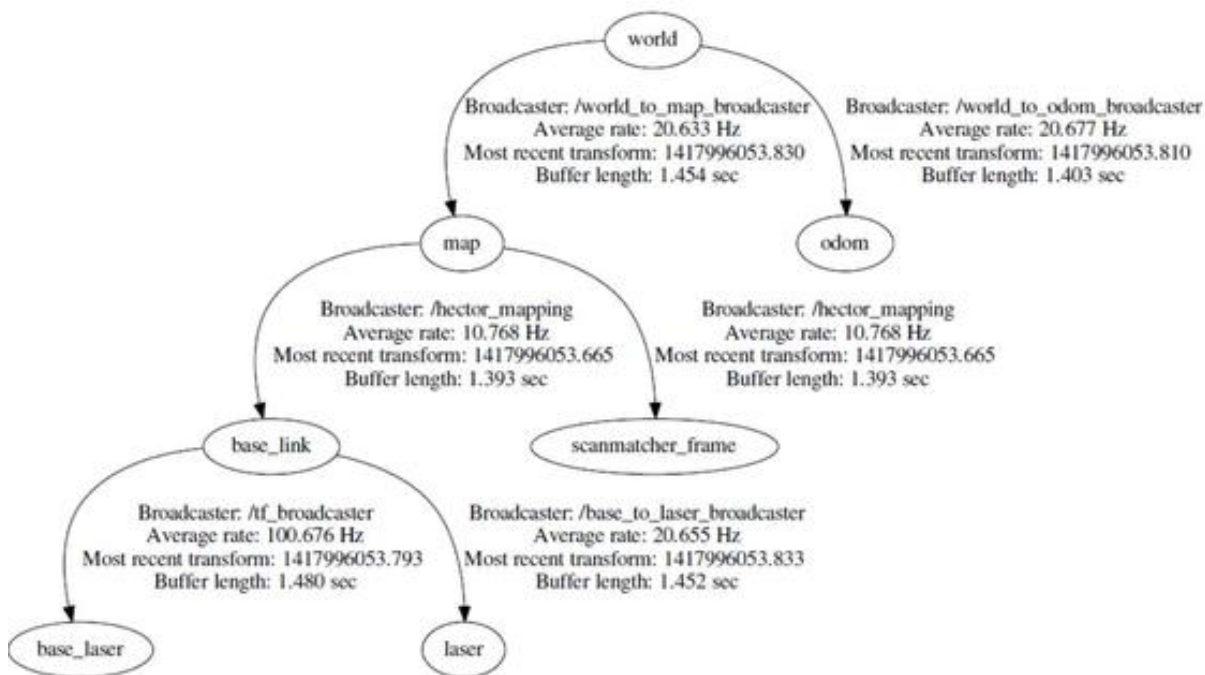 world
Broadcaster: /world_to_map_broadcaster
Average rate: 20.633 Hz
Most recent transform: 1417996053.830
Buffer length: 1.454 sec
Broadcaster: /world_to_odom_broadcaster
Average rate: 20.677 Hz
Most recent transform: 1417996053.810
Buffer length: 1.403 sec
map
odom
Broadcaster: /hector_mapping
Average rate: 10.768 Hz
Most recent transform: 1417996053.665
Buffer length: 1.393 sec
Broadcaster: /hector_mapping
Average rate: 10.768 Hz
Most recent transform: 1417996053.665
Buffer length: 1.393 sec
base_link
scanmatcher_frame
Broadcaster: /tf_broadcaster
Average rate: 100.676 Hz
Most recent transform: 1417996053.793
Buffer length: 1.480 sec
Broadcaster: /base_to_laser_broadcaster
Average rate: 20.655 Hz
Most recent transform: 1417996053.833
Buffer length: 1.452 sec
base_laser
laser